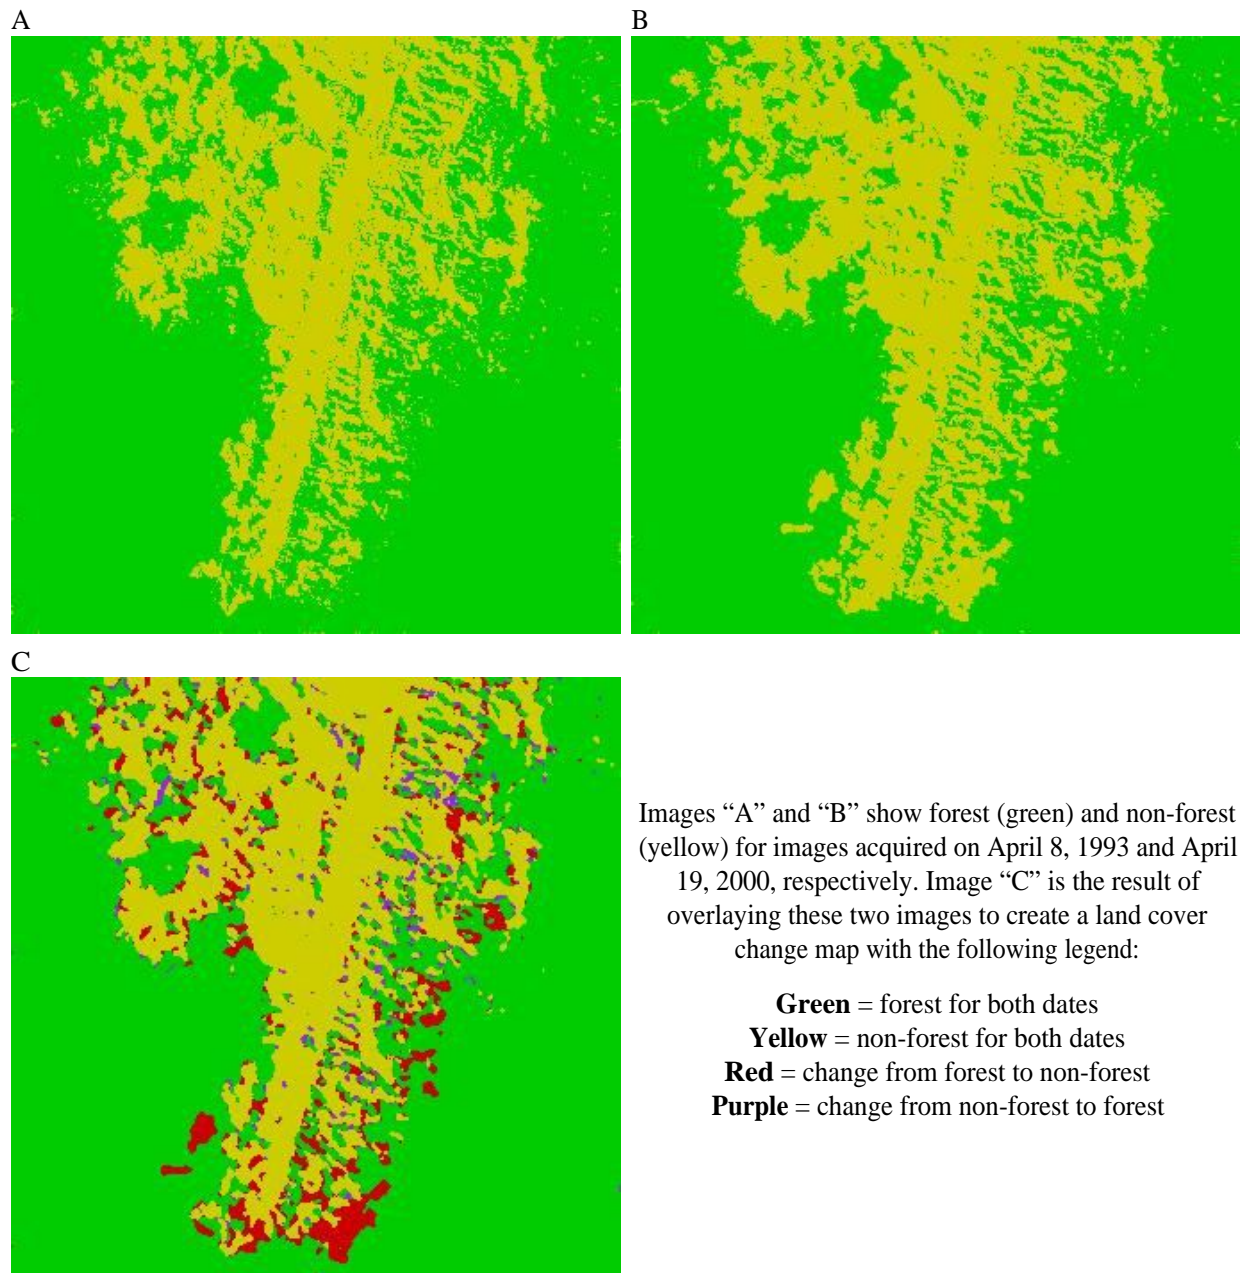 A
B
C
Images “A” and “B” show forest (green) and non-forest
(yellow) for images acquired on April 8, 1993 and April
19, 2000, respectively. Image “C” is the result of
overlaying these two images to create a land cover
change map with the following legend:
Green = forest for both dates
Yellow = non-forest for both dates
Red = change from forest to non-forest
Purple = change from non-forest to forest